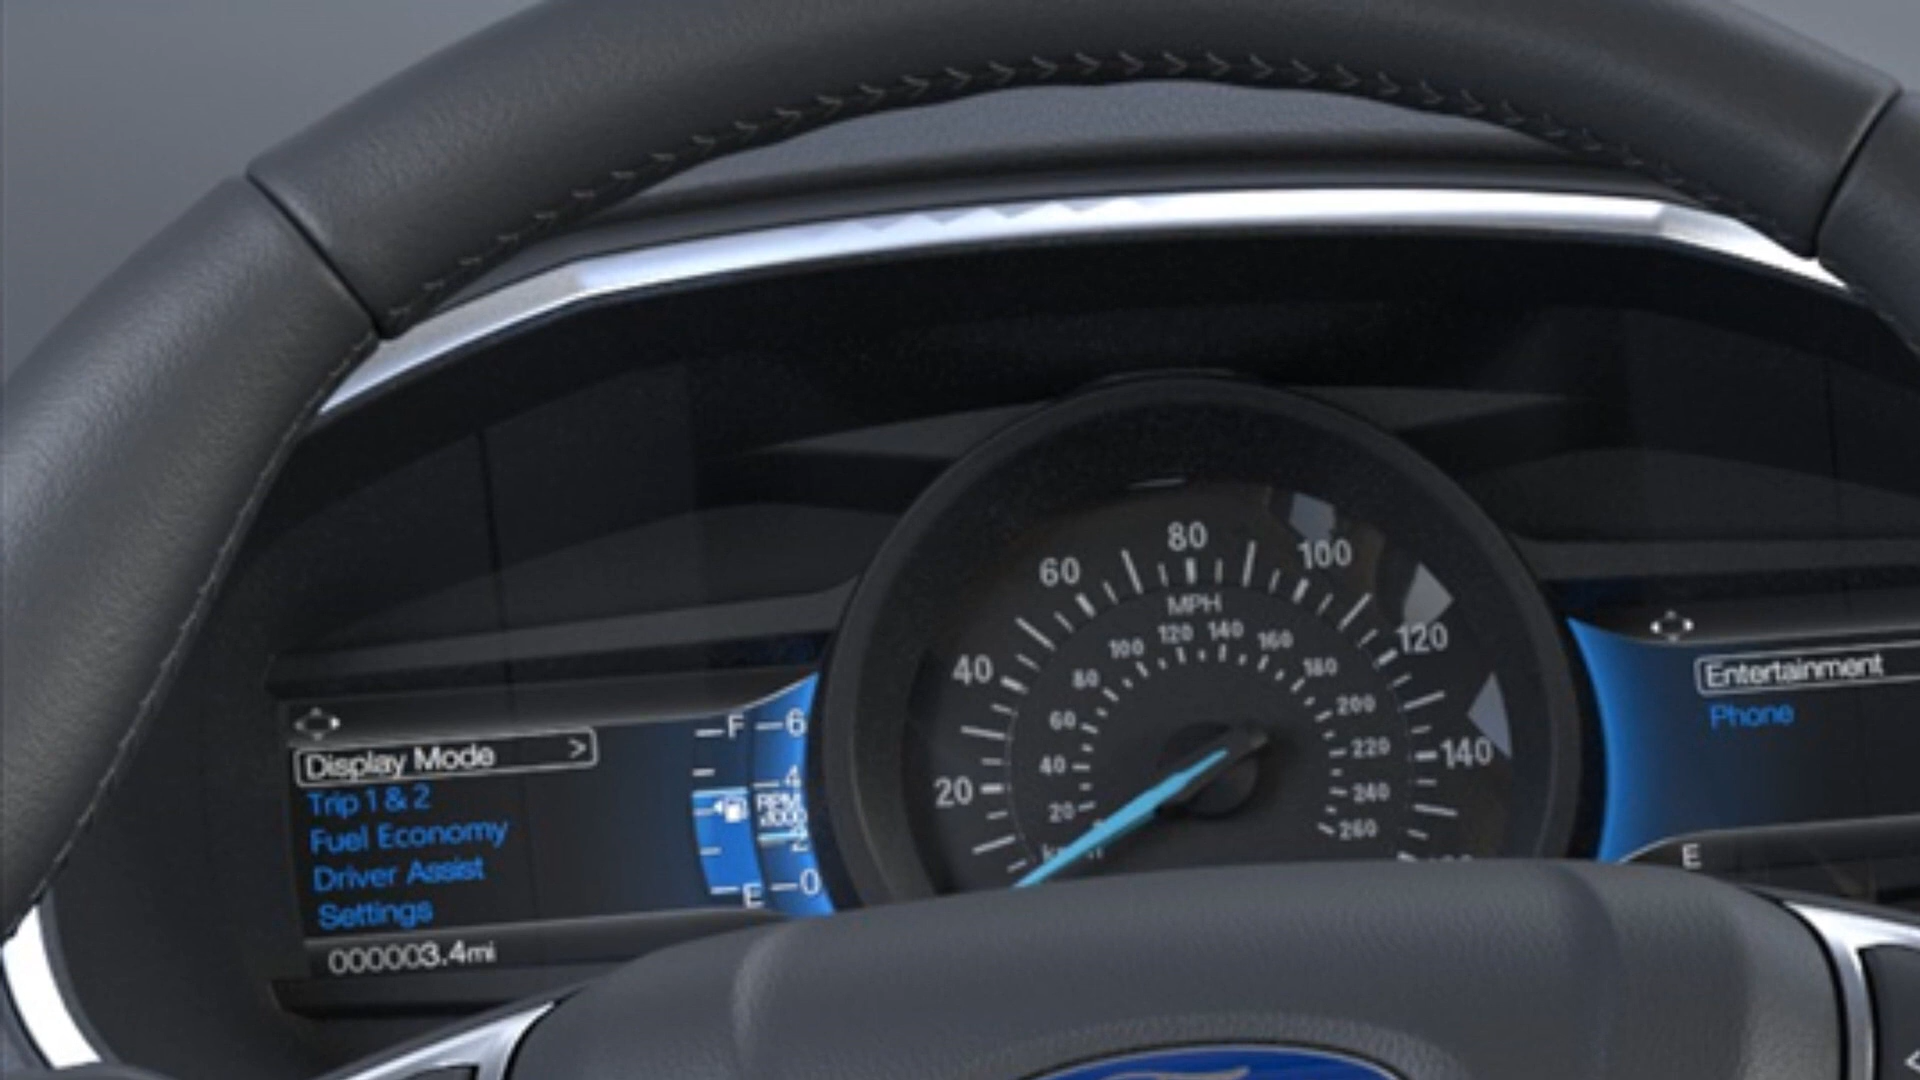 Display Mode >
Trip 1 & 2
Fuel Economy
Driver Assist
Settings
000003.4mi
F
E
6
4
RPM
2
0
20
40
60
80
100
120
140
MPH
20
40
60
80
100
120
140
160
180
200
220
240
260
Entertainment
Phone
E